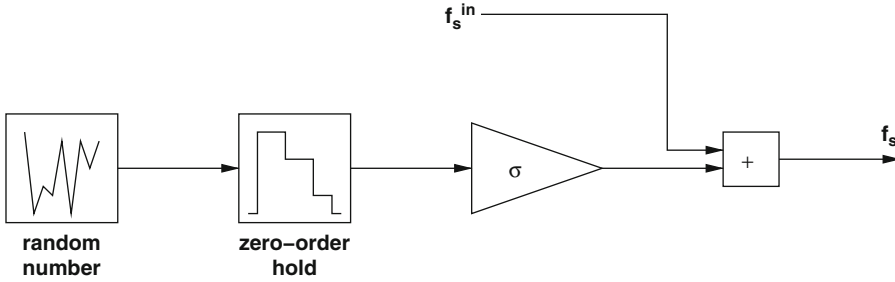 f_s^in
f_s
σ
+
random
number
zero−order
hold